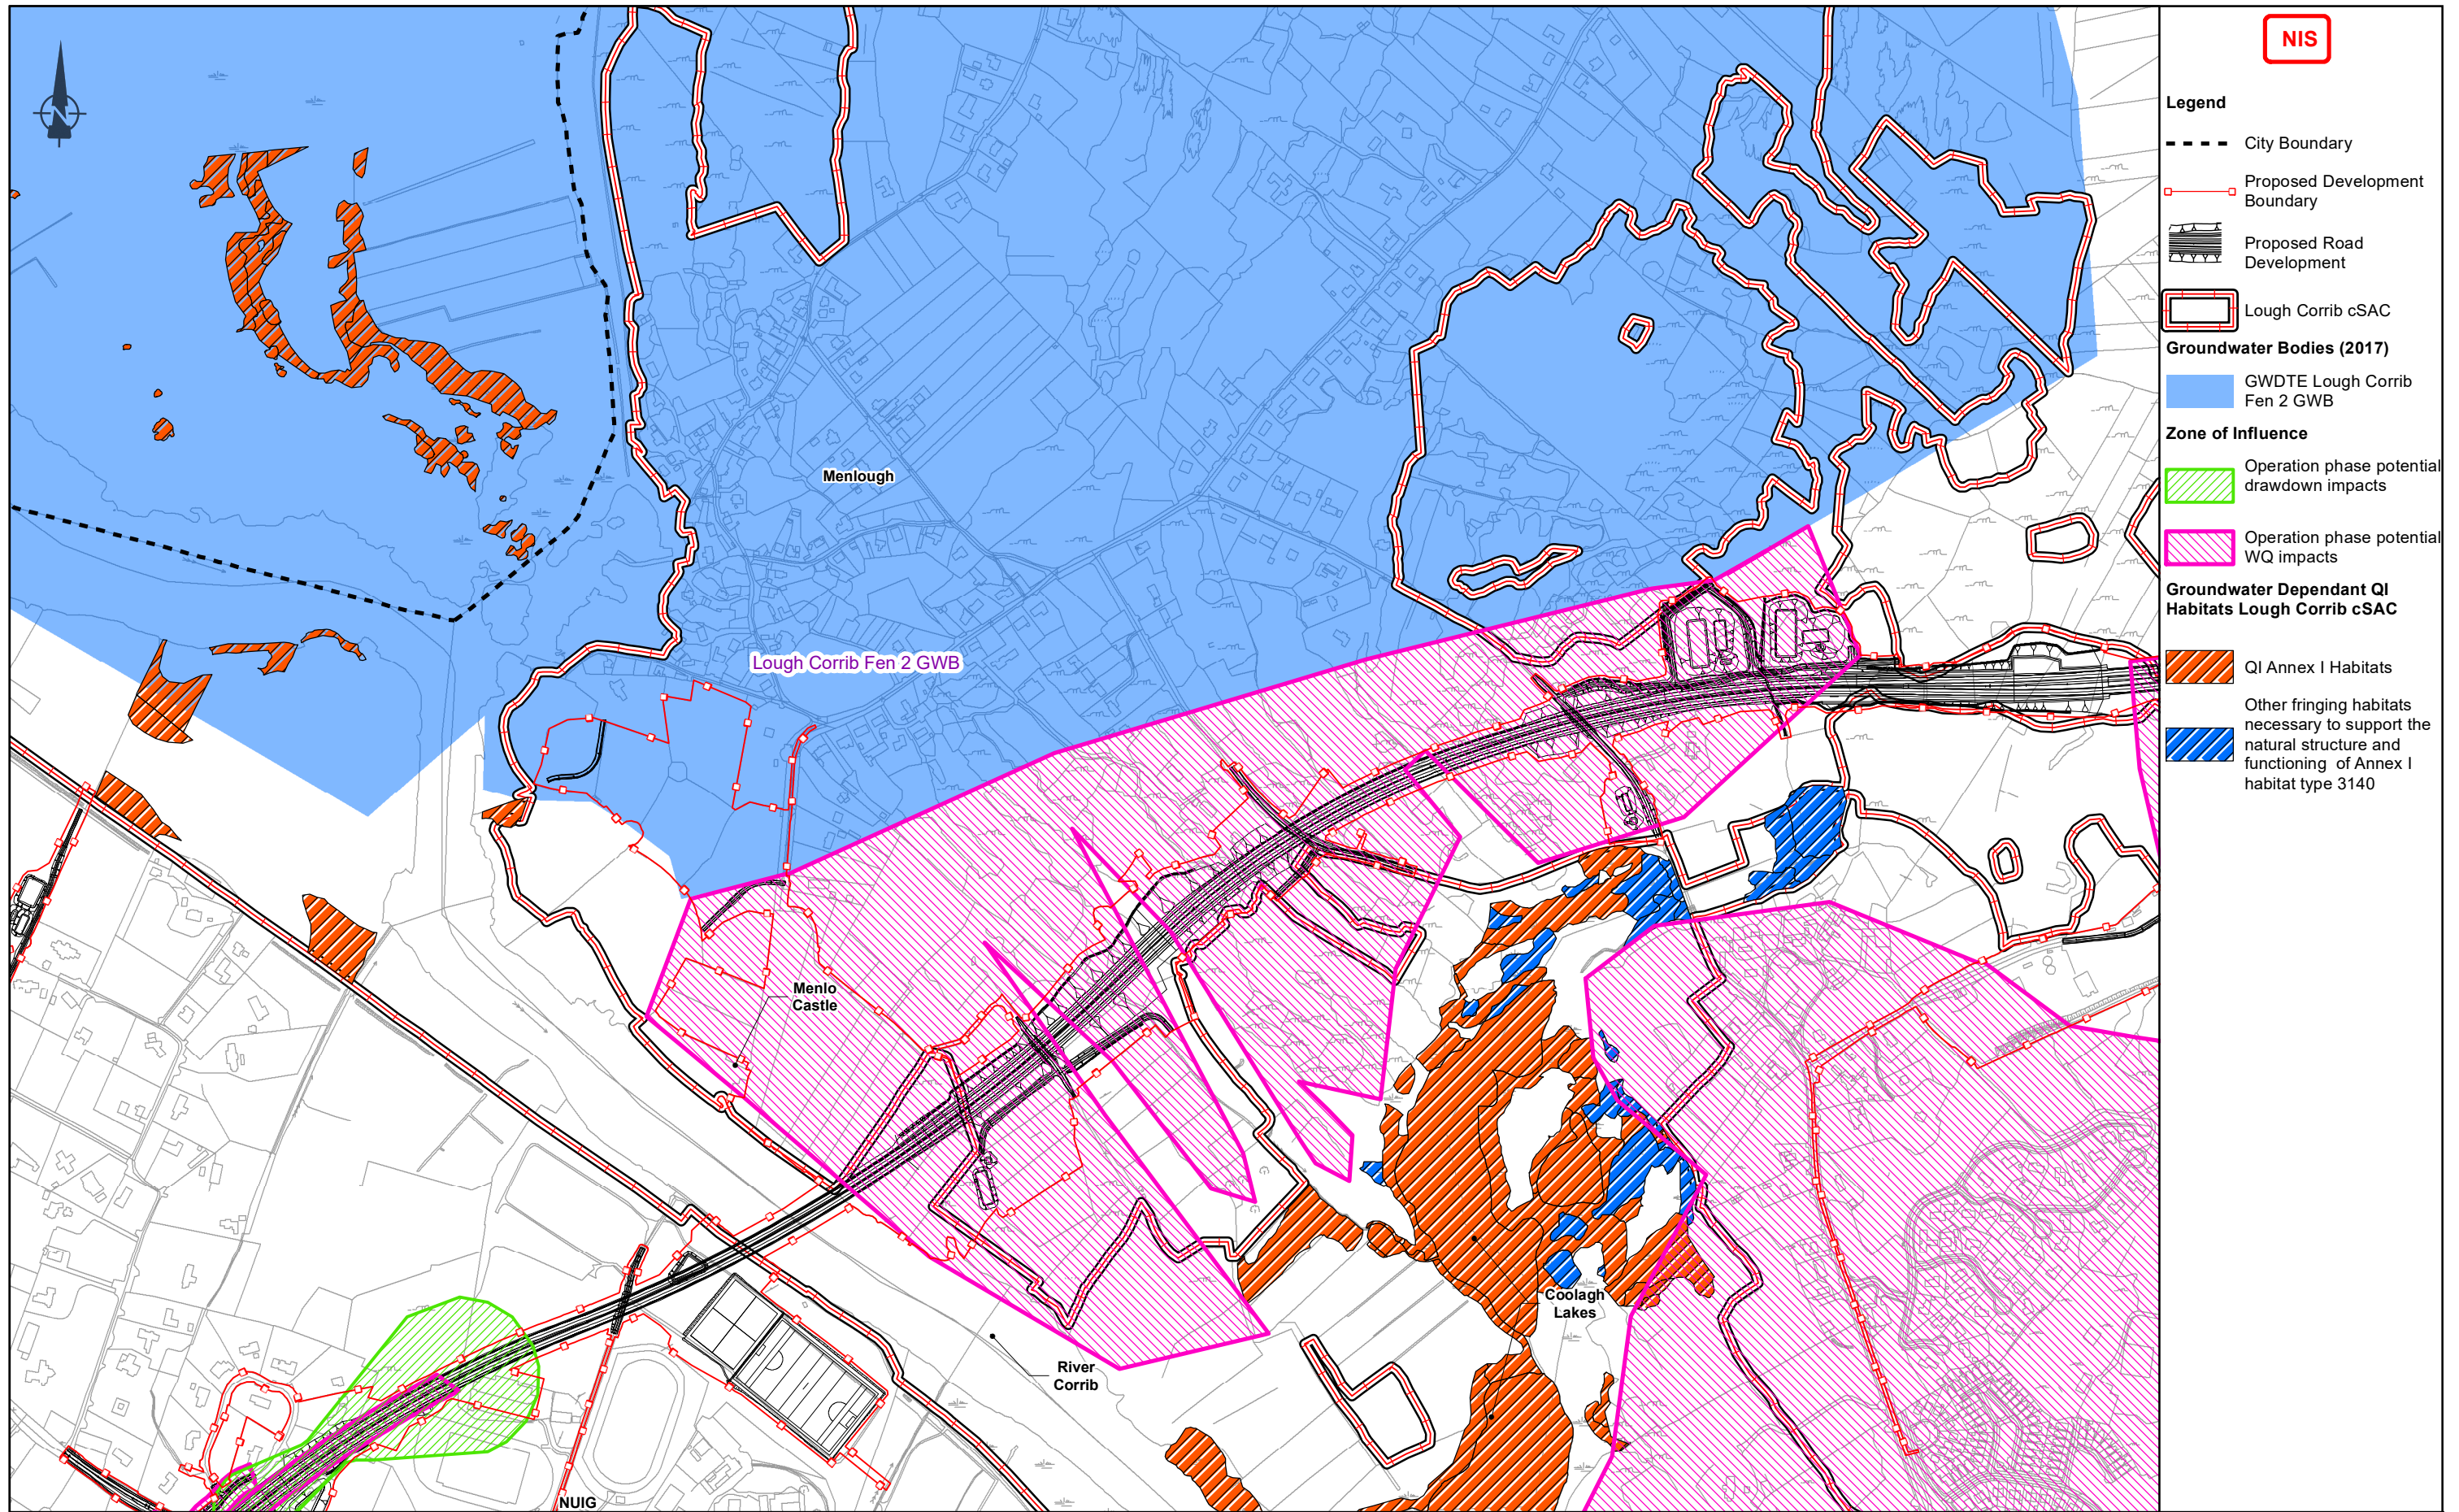 NIS
Legend
City Boundary
Proposed Development
Boundary
Proposed Road
Development
Lough Corrib cSAC
Groundwater Bodies (2017)
GWDTE Lough Corrib
Fen 2 GWB
Zone of Influence
Operation phase potential
drawdown impacts
Operation phase potential
WQ impacts
Groundwater Dependant QI
Habitats Lough Corrib cSAC
QI Annex I Habitats
Other fringing habitats
necessary to support the
natural structure and
functioning of Annex I
habitat type 3140
N
Menlough
Lough Corrib Fen 2 GWB
Menlo
Castle
Coolagh
Lakes
River
Corrib
NUIG